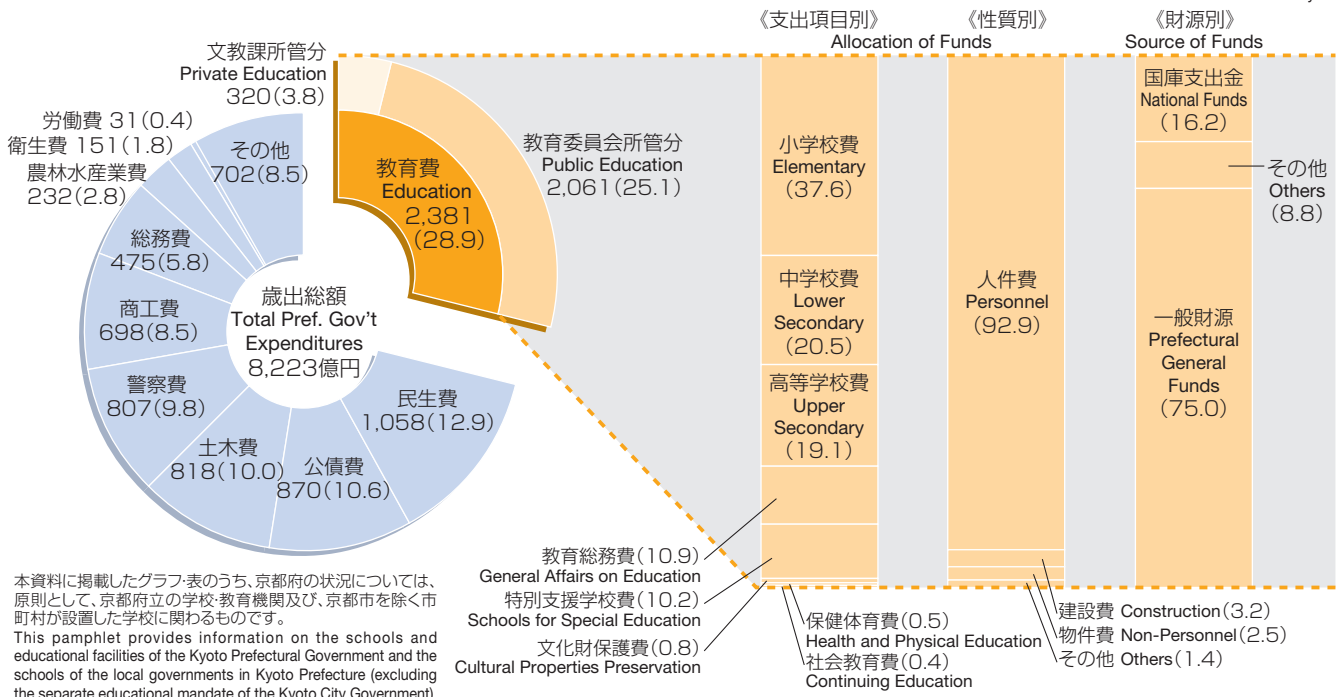 《支出項目別》
Allocation of Funds
《性質別》
《財源別》
Source of Funds
文教課所管分
Private Education
320(3.8)
労働費 31(0.4)
衛生費 151(1.8)
農林水産業費
232(2.8)
その他
702(8.5)
総務費
475(5.8)
商工費
698(8.5)
警察費
807(9.8)
土木費
818(10.0)
公債費
870(10.6)
民生費
1,058(12.9)
歳出総額
Total Pref. Gov't
Expenditures
8,223億円
教育費
Education
2,381
(28.9)
教育委員会所管分
Public Education
2,061(25.1)
小学校費
Elementary
(37.6)
中学校費
Lower
Secondary
(20.5)
高等学校費
Upper
Secondary
(19.1)
教育総務費(10.9)
General Affairs on Education
特別支援学校費(10.2)
Schools for Special Education
文化財保護費(0.8)
Cultural Properties Preservation
保健体育費(0.5)
Health and Physical Education
社会教育費(0.4)
Continuing Education
人件費
Personnel
(92.9)
建設費 Construction(3.2)
物件費 Non-Personnel(2.5)
その他 Others(1.4)
国庫支出金
National Funds
(16.2)
その他
Others
(8.8)
一般財源
Prefectural
General
Funds
(75.0)
本資料に掲載したグラフ・表のうち、京都府の状況については、
原則として、京都府立の学校・教育機関及び、京都市を除く市
町村が設置した学校に関わるものです。
This pamphlet provides information on the schools and
educational facilities of the Kyoto Prefectural Government and the
schools of the local governments in Kyoto Prefecture (excluding
the separate educational mandate of the Kyoto City Government)